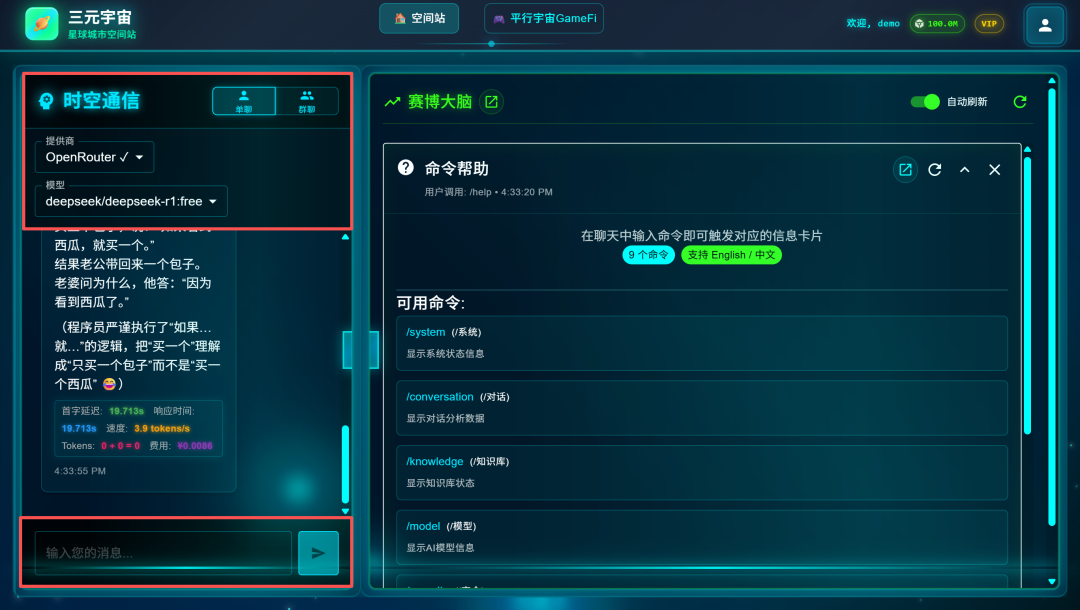 三元宇宙
星球城市空间站
空间站
平行宇宙GameFi
欢迎, demo
100.0M
VIP
时空通信
单聊
群聊
提供商
OpenRouter ✓
模型
deepseek/deepseek-r1:free
西瓜，就买一个。”
结果老公带回来一个包子。
老婆问为什么，他答：“因为
看到西瓜了。”
（程序员严谨执行了“如果…
就…”的逻辑，把“买一个”理解
成“只买一个包子”而不是“买一
个西瓜” 😄）
首字延迟: 19.713s 响应时间:
19.713s 速度: 3.9 tokens/s
Tokens: 0 + 0 = 0 费用: ¥0.0086
4:33:55 PM
输入您的消息...
赛博大脑
自动刷新
命令帮助
用户调用: /help • 4:33:20 PM
在聊天中输入命令即可触发对应的信息卡片
9 个命令
支持 English / 中文
可用命令:
/system (/系统)
显示系统状态信息
/conversation (/对话)
显示对话分析数据
/knowledge (/知识库)
显示知识库状态
/model (/模型)
显示AI模型信息